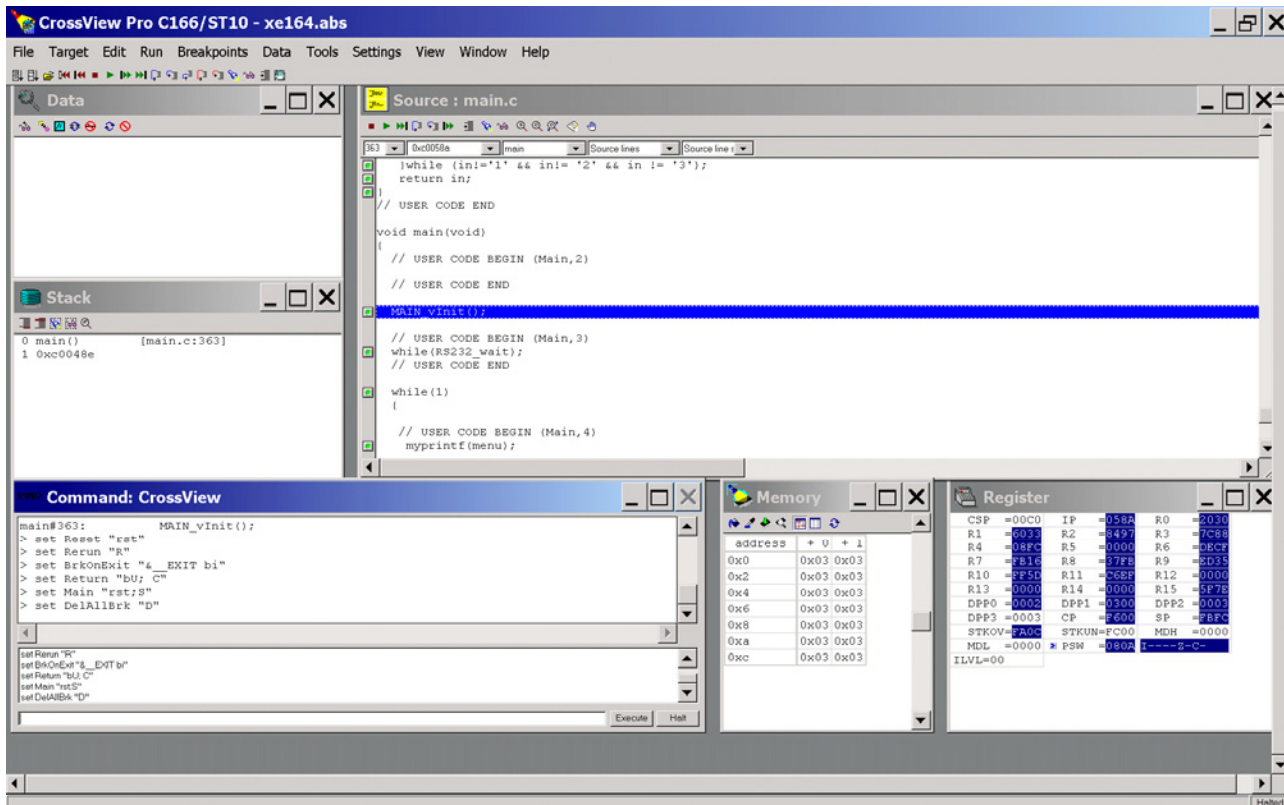 CrossView Pro C166/ST10 - xe164.abs
File Target Edit Run Breakpoints Data Tools Settings View Window Help
Data
Source : main.c
363 0xc0058a main Source lines Source line s
}while (in!='1' && in!= '2' && in != '3');
return in;
}
// USER CODE END
void main(void)
{
// USER CODE BEGIN (Main,2)
// USER CODE END
MAIN_vInit();
// USER CODE BEGIN (Main,3)
while(RS232_wait);
// USER CODE END
while(1)
{
// USER CODE BEGIN (Main,4)
myprintf(menu);
Stack
0 main() [main.c:363]
1 0xc0048e
Command: CrossView
main#363: MAIN_vInit();
> set Reset "rst"
> set Rerun "R"
> set BrkOnExit "&__EXIT bi"
> set Return "bU; C"
> set Main "rst;S"
> set DelAllBrk "D"
set Rerun "R"
set BrkOnExit "&__EXIT bi"
set Return "bU; C"
set Main "rst;S"
set DelAllBrk "D"
Execute Halt
Memory
address + 0 + 1
0x0 0x03 0x03
0x2 0x03 0x03
0x4 0x03 0x03
0x6 0x03 0x03
0x8 0x03 0x03
0xa 0x03 0x03
0xc 0x03 0x03
Register
CSP =00C0 IP =058A R0 =2030
R1 =6033 R2 =8497 R3 =7C88
R4 =08FC R5 =0000 R6 =DECF
R7 =FB16 R8 =37FB R9 =ED35
R10 =FF5D R11 =C6EF R12 =0000
R13 =0000 R14 =0000 R15 =5F7E
DPP0 =0002 DPP1 =0300 DPP2 =0003
DPP3 =0003 CP =F600 SP =FBFC
STKOV=FA0C STKUN=FC00 MDH =0000
MDL =0000 PSW =080A I----Z-C-
ILVL=00
Halted